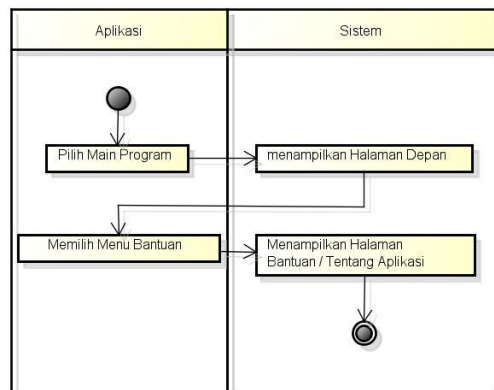 Aplikasi
Sistem
Pilih Main Program
menampilkan Halaman Depan
Memilih Menu Bantuan
Menampilkan Halaman
Bantuan / Tentang Aplikasi